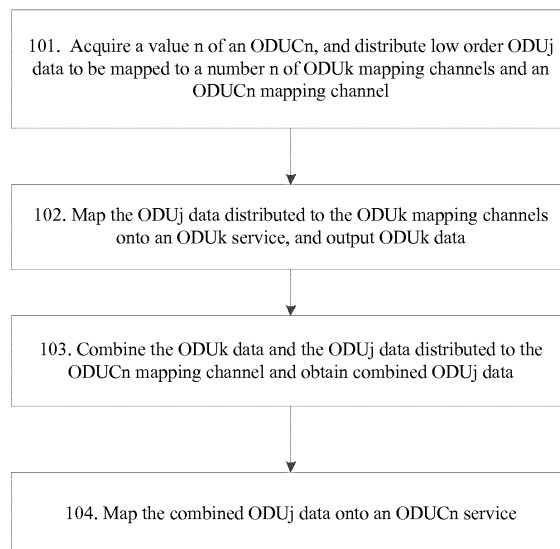 101.  Acquire a value n of an ODUCn, and distribute low order ODUj
data to be mapped to a number n of ODUk mapping channels and an
ODUCn mapping channel
102. Map the ODUj data distributed to the ODUk mapping channels
onto an ODUk service, and output ODUk data
103. Combine the ODUk data and the ODUj data distributed to the
ODUCn mapping channel and obtain combined ODUj data
104. Map the combined ODUj data onto an ODUCn service